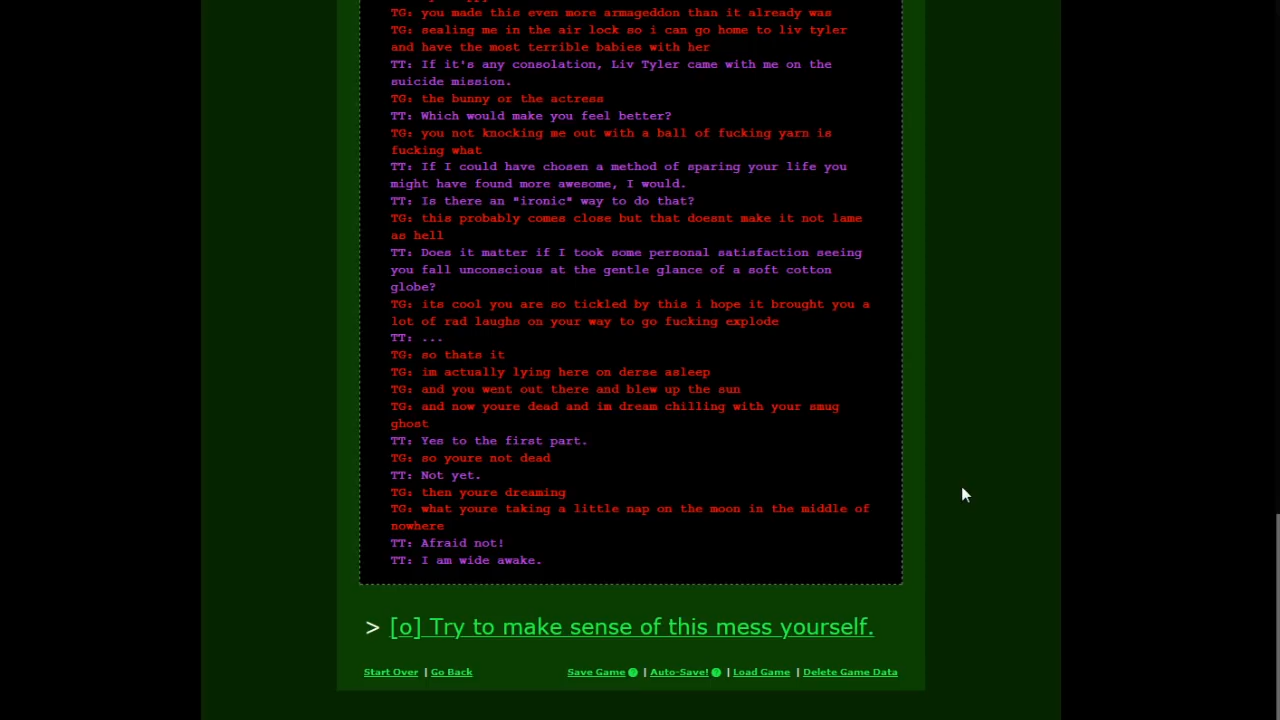 TG: you made this even more armageddon than it already was
TG: sealing me in the air lock so i can go home to liv tyler
and have the most terrible babies with her
TT: If it's any consolation, Liv Tyler came with me on the
suicide mission.
TG: the bunny or the actress
TT: Which would make you feel better?
TG: you not knocking me out with a ball of fucking yarn is
fucking what
TT: If I could have chosen a method of sparing your life you
might have found more awesome, I would.
TT: Is there an "ironic" way to do that?
TG: this probably comes close but that doesnt make it not lame
as hell
TT: Does it matter if I took some personal satisfaction seeing
you fall unconscious at the gentle glance of a soft cotton
globe?
TG: its cool you are so tickled by this i hope it brought you a
lot of rad laughs on your way to go fucking explode
TT: ...
TG: so thats it
TG: im actually lying here on derse asleep
TG: and you went out there and blew up the sun
TG: and now youre dead and im dream chilling with your smug
ghost
TT: Yes to the first part.
TG: so youre not dead
TT: Not yet.
TG: then youre dreaming
TG: what youre taking a little nap on the moon in the middle of
nowhere
TT: Afraid not!
TT: I am wide awake.
> [o] Try to make sense of this mess yourself.
Start Over | Go Back Save Game ? | Auto-Save! ? | Load Game | Delete Game Data